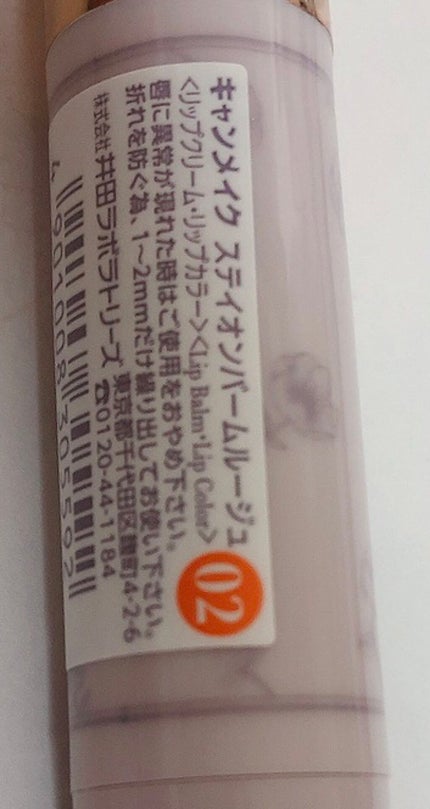 キャンメイク ステイオンバームルージュ
<リップクリーム・リップカラー><Lip Balm・Lip Color>
02
唇に異常が現れた時はご使用をおやめ下さい。
折れを防ぐ為、1~2mmだけ繰り出してお使い下さい。
株式会社 井田ラボラトリーズ 東京都千代田区麹町4-2-6
☎0120-44-1184
4 901008 305592